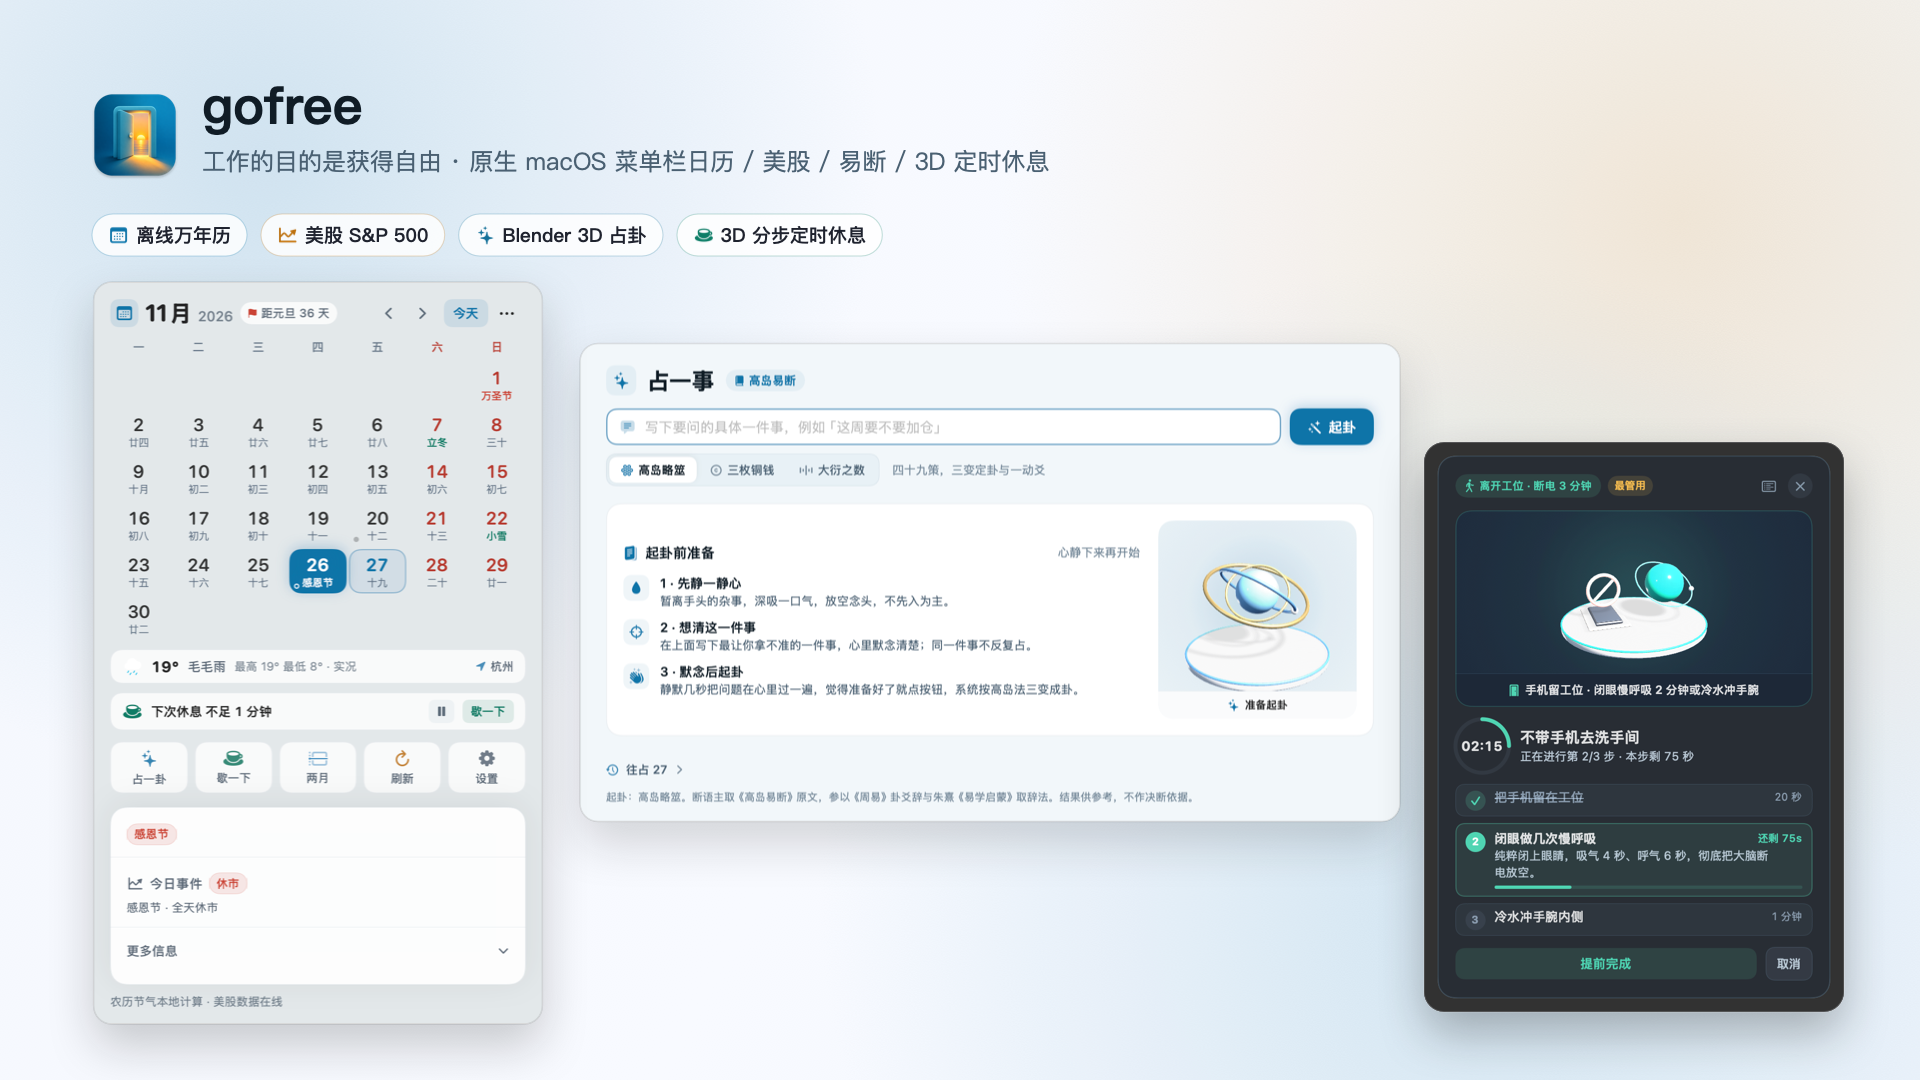 gofree
工作的目的是获得自由 · 原生 macOS 菜单栏日历 / 美股 / 易断 / 3D 定时休息
离线万年历
美股 S&P 500
Blender 3D 占卦
3D 分步定时休息
11月 2026 距元旦 36 天 今天
一 二 三 四 五 六 日
1
万圣节
2 3 4 5 6 7 8
廿四 廿五 廿六 廿七 廿八 立冬 三十
9 10 11 12 13 14 15
十月 初二 初三 初四 初五 初六 初七
16 17 18 19 20 21 22
初八 初九 初十 十一 十二 十三 小雪
23 24 25 26 27 28 29
十五 十六 十七 感恩节 十九 二十 廿一
30
廿二
19° 毛毛雨 最高 19° 最低 8° · 实况 杭州
下次休息 不足 1 分钟 歇一下
占一卦 歇一下 两月 刷新 设置
感恩节
今日事件 休市
感恩节 · 全天休市
更多信息
农历节气本地计算 · 美股数据在线
占一事 高岛易断
写下要问的具体一件事，例如「这周要不要加仓」 起卦
高岛略筮 三枚铜钱 大衍之数 四十九策，三变定卦与一动爻
起卦前准备 心静下来再开始
1 · 先静一静心
暂离手头的杂事，深吸一口气，放空念头，不先入为主。
2 · 想清这一件事
在上面写下最让你拿不准的一件事，心里默念清楚；同一件事不反复占。
3 · 默念后起卦
静默几秒把问题在心里过一遍，觉得准备好了就点按钮，系统按高岛法三变成卦。
准备起卦
往占 27
起卦：高岛略筮。断语主取《高岛易断》原文，参以《周易》卦爻辞与朱熹《易学启蒙》取辞法。结果供参考，不作决断依据。
离开工位 · 断电 3 分钟 最管用
手机留工位 · 闭眼慢呼吸 2 分钟或冷水冲手腕
02:15
不带手机去洗手间
正在进行第 2/3 步 · 本步剩 75 秒
把手机留在工位 20 秒
2 闭眼做几次慢呼吸 还剩 75s
纯粹闭上眼睛，吸气 4 秒、呼气 6 秒，彻底把大脑断
电放空。
3 冷水冲手腕内侧 1 分钟
提前完成 取消